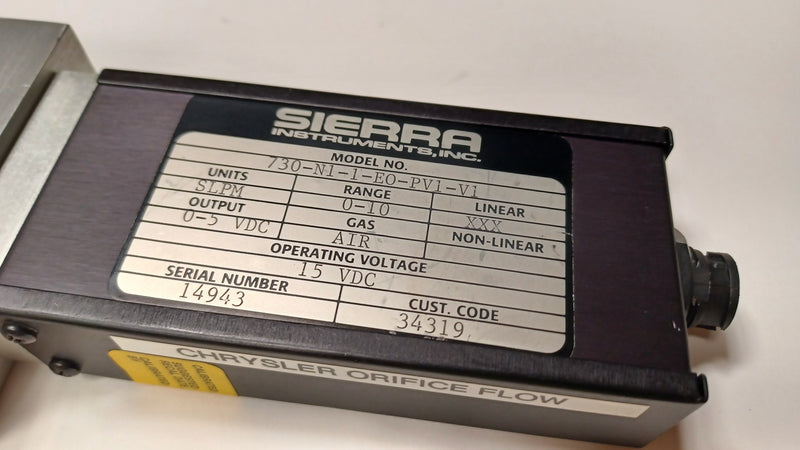 SIERRA
INSTRUMENTS, INC.
MODEL NO.
730-N1-1-EO-PV1-V1
UNITS RANGE LINEAR
SLPM 0-10 XXX
OUTPUT GAS NON-LINEAR
0-5 VDC AIR
OPERATING VOLTAGE
15 VDC
SERIAL NUMBER CUST. CODE
14943 34319
CHRYSLER ORIFICE FLOW